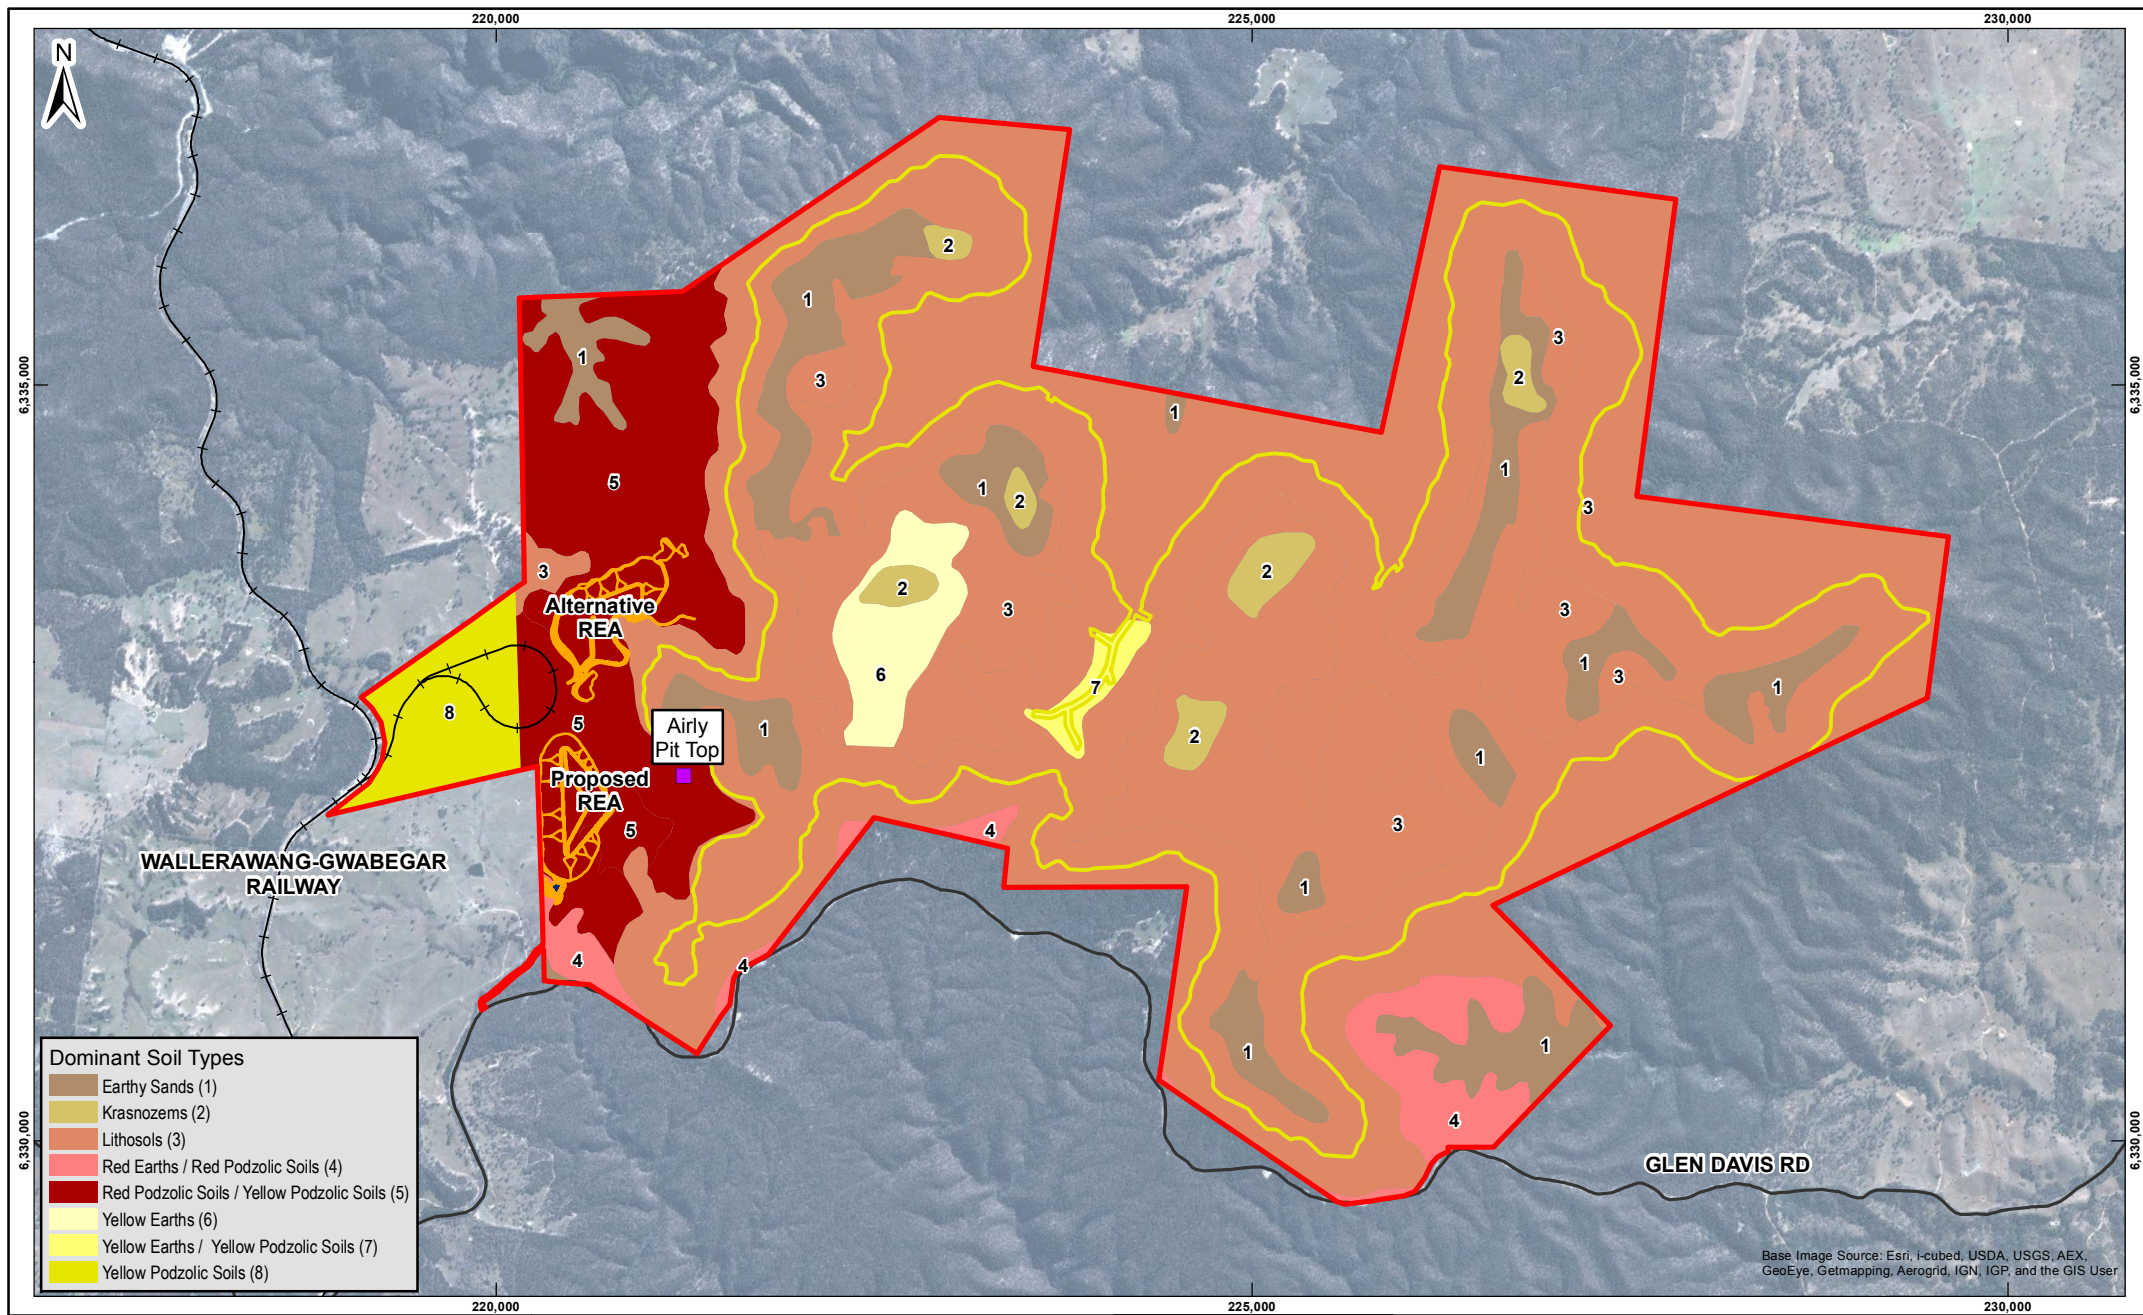 220,000
225,000
230,000
N
6,335,000
6,335,000
2
1
3
1
3
2
1
1
5
1
2
1
3
3
2
2
Alternative
REA
3
3
6
7
1
3
1
8
5
Airly
Pit Top
1
2
1
Proposed
REA
5
4
3
WALLERAWANG-GWABEGAR
RAILWAY
1
4
4
1
1
4
6,330,000
6,330,000
GLEN DAVIS RD
Dominant Soil Types
Earthy Sands (1)
Krasnozems (2)
Lithosols (3)
Red Earths / Red Podzolic Soils (4)
Red Podzolic Soils / Yellow Podzolic Soils (5)
Yellow Earths (6)
Yellow Earths / Yellow Podzolic Soils (7)
Yellow Podzolic Soils (8)
Base Image Source: Esri, i-cubed, USDA, USGS, AEX,
GeoEye, Getmapping, Aerogrid, IGN, IGP, and the GIS User
220,000
225,000
230,000